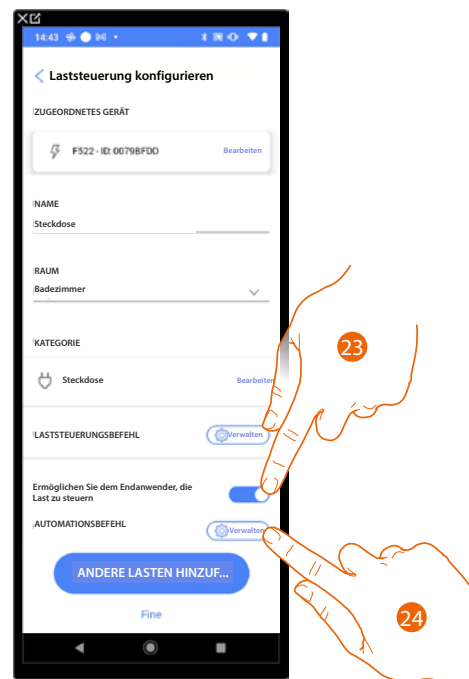 14:43
Laststeuerung konfigurieren
ZUGEORDNETES GERÄT
F522 - ID: 0079BFDD
Bearbeiten
NAME
Steckdose
RAUM
Badezimmer
KATEGORIE
Steckdose
Bearbeiten
LASTSTEUERUNGSBEFEHL
Verwalten
Ermöglichen Sie dem Endanwender, die
Last zu steuern
AUTOMATIONSBEFEHL
Verwalten
ANDERE LASTEN HINZUF...
Fine
23
24